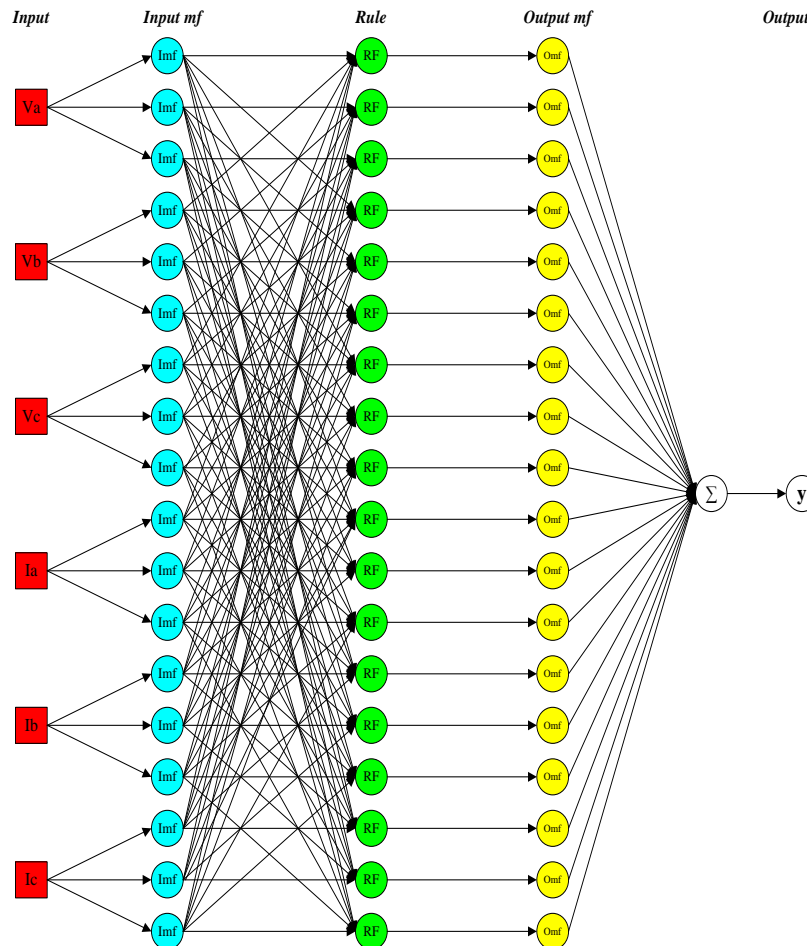 Input Input mf Rule Output mf Output
Imf RF Omf
Va Imf RF Omf
Imf RF Omf
Imf RF Omf
Vb Imf RF Omf
Imf RF Omf
Imf RF Omf
Vc Imf RF Omf
Imf RF Omf
∑ y
Imf RF Omf
Ia Imf RF Omf
Imf RF Omf
Imf RF Omf
Ib Imf RF Omf
Imf RF Omf
Imf RF Omf
Ic Imf RF Omf
Imf RF Omf